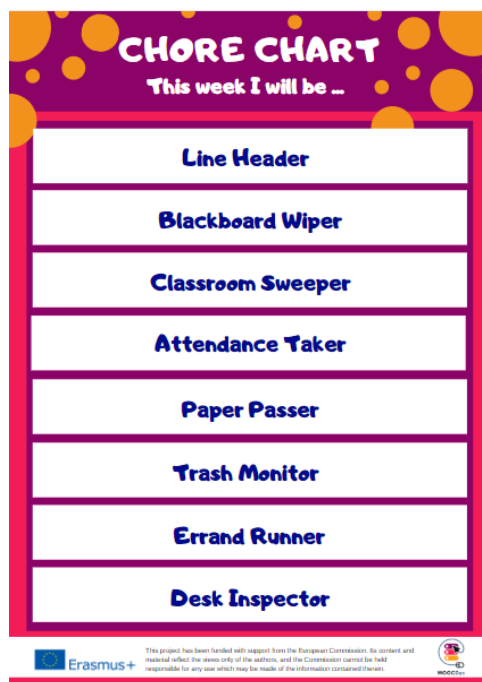 CHORE CHART
This week I will be ...
Line Header
Blackboard Wiper
Classroom Sweeper
Attendance Taker
Paper Passer
Trash Monitor
Errand Runner
Desk Inspector
Erasmus+
This project has been funded with support from the European Commission. Its content and
material reflect the views only of the authors, and the Commission cannot be held
responsible for any use which may be made of the information contained therein.